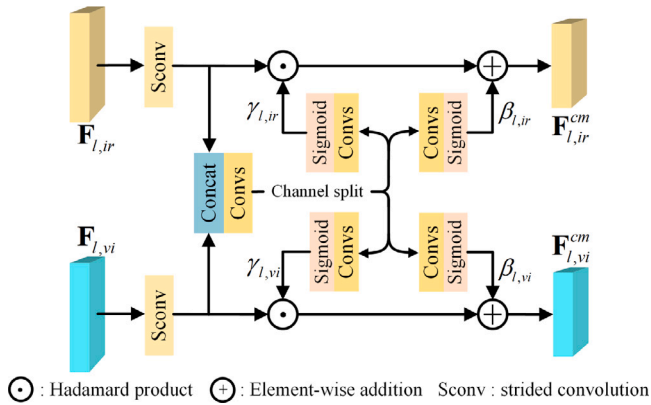 F_{l,ir}
Sconv
γ_{l,ir}
Sigmoid
Convs
Convs
Sigmoid
β_{l,ir}
F^{cm}_{l,ir}
Concat
Convs
Channel split
F_{l,vi}
Sconv
γ_{l,vi}
Sigmoid
Convs
Convs
Sigmoid
β_{l,vi}
F^{cm}_{l,vi}
⊙ : Hadamard product ⊕ : Element-wise addition Sconv : strided convolution